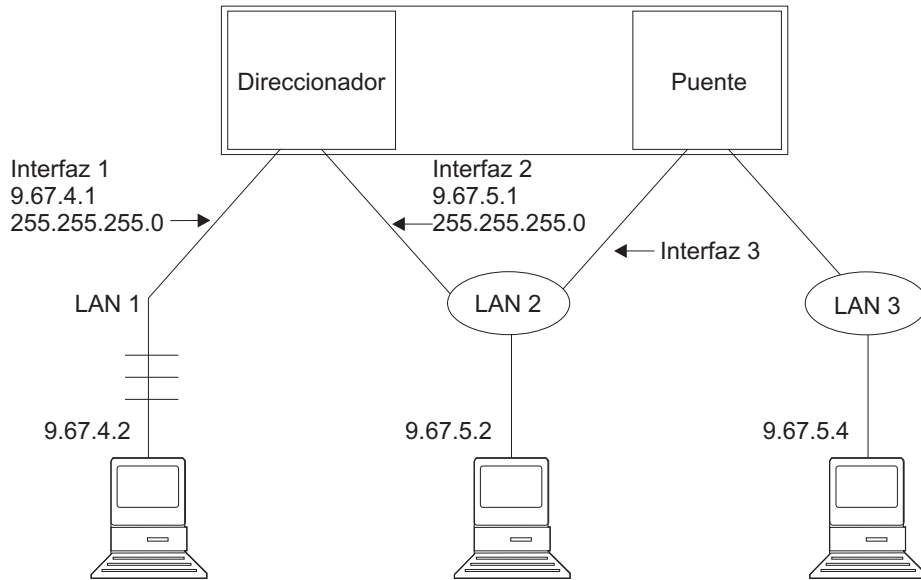 Direccionador
Puente
Interfaz 1
9.67.4.1
255.255.255.0
Interfaz 2
9.67.5.1
255.255.255.0
Interfaz 3
LAN 1
LAN 2
LAN 3
9.67.4.2
9.67.5.2
9.67.5.4